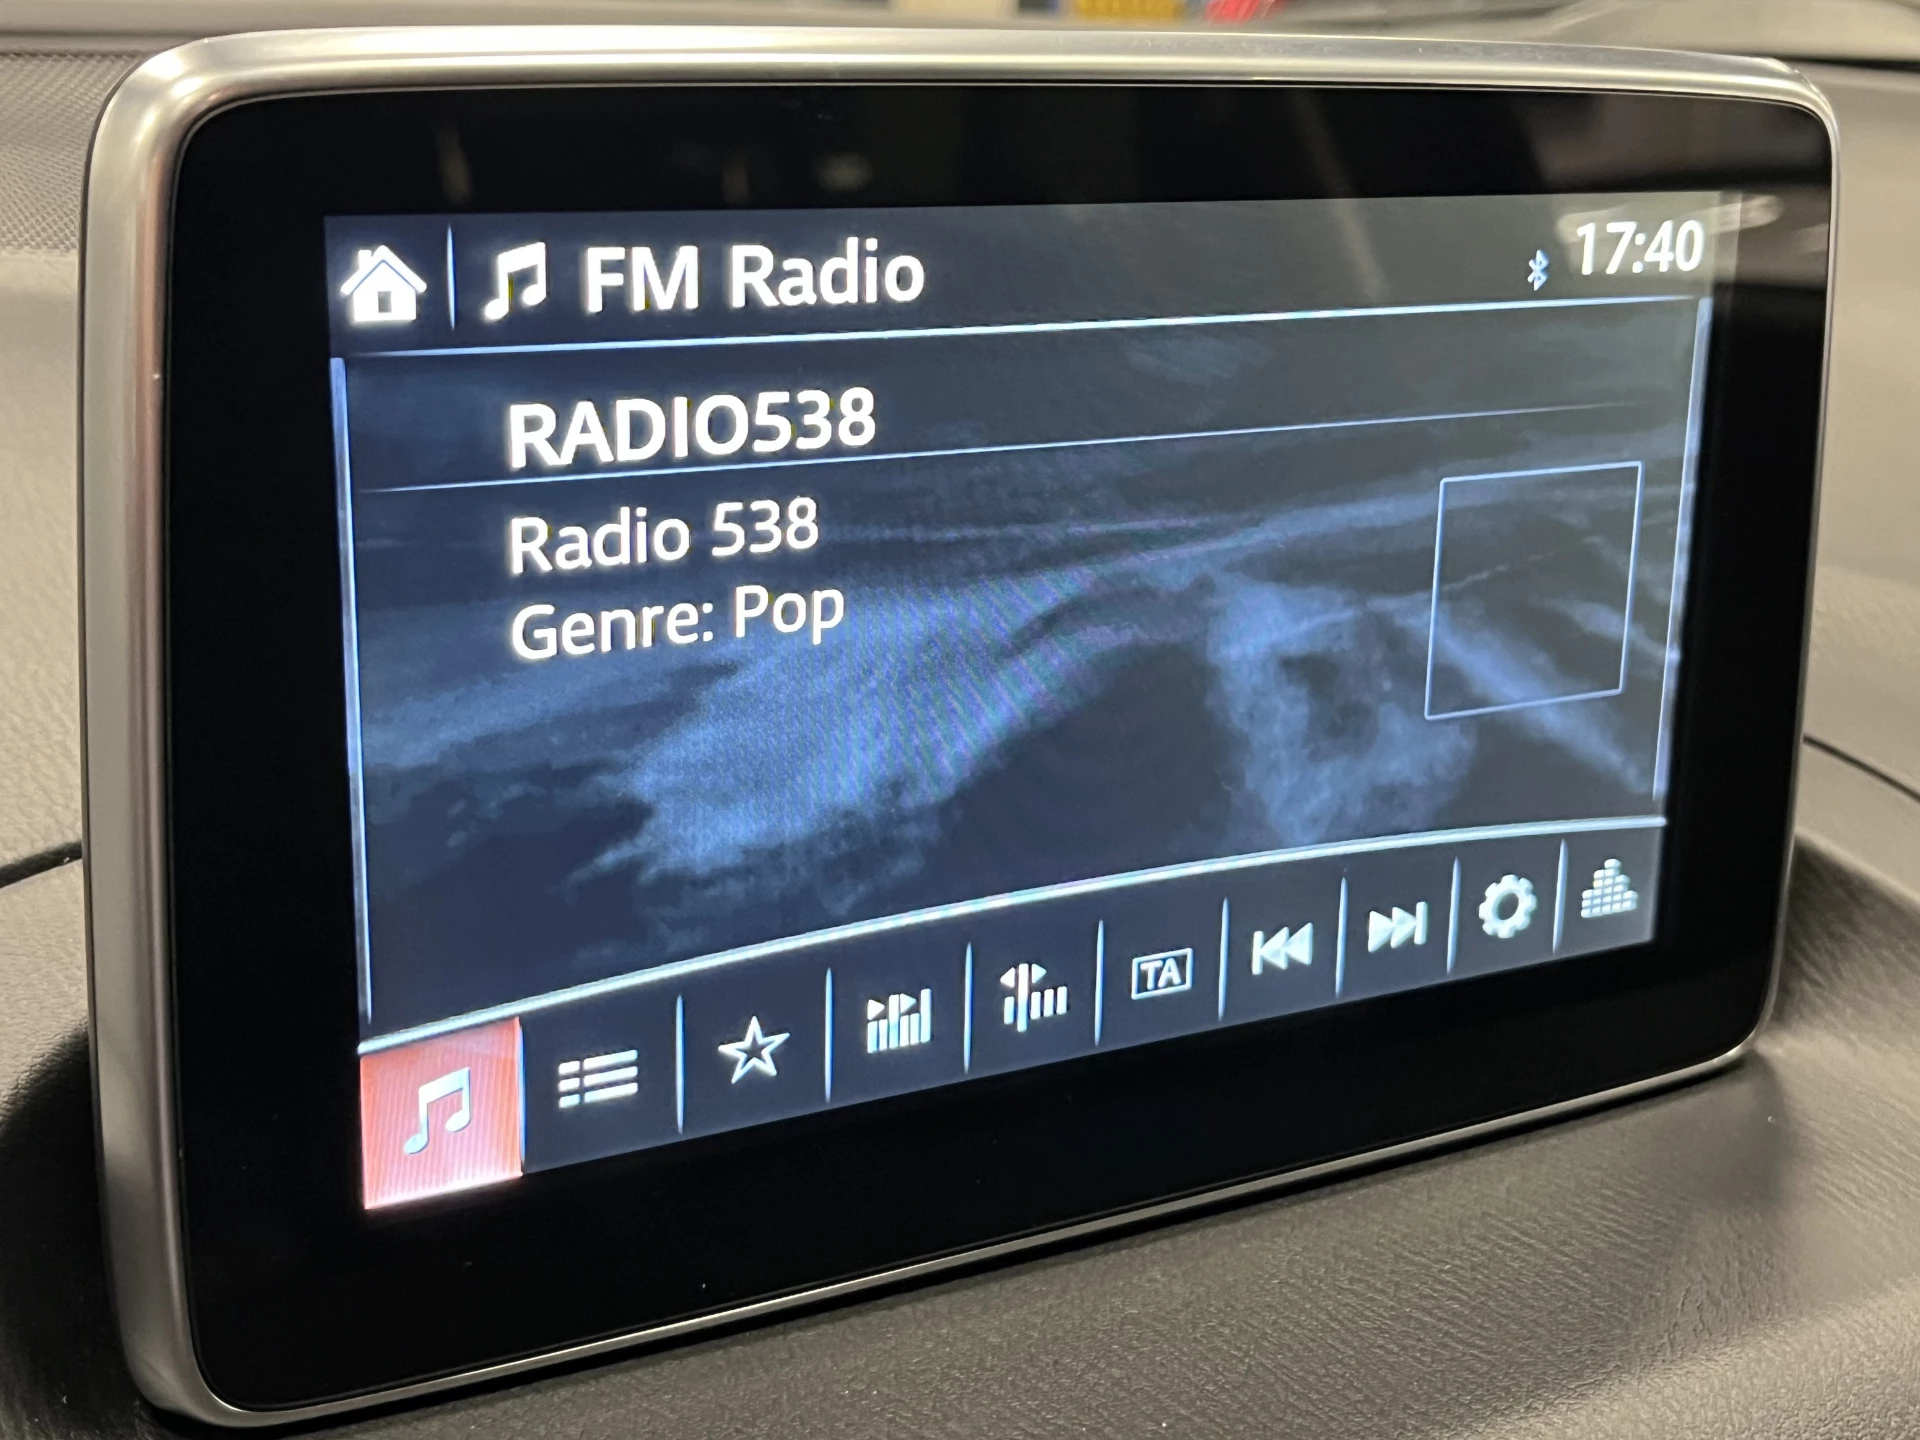 FM Radio
17:40
RADIO538
Radio 538
Genre: Pop
TA